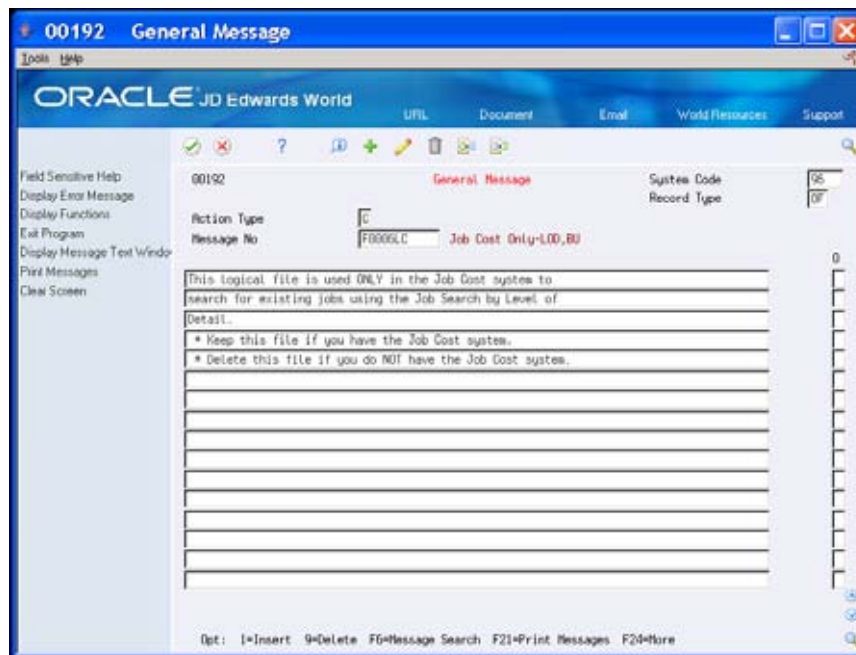 00192 General Message
Tools Help
ORACLE JD Edwards World
URL Document Email World Resources Support
Field Sensitive Help
Display Error Message
Display Functions
Exit Program
Display Message Text Windo
Print Messages
Clear Screen
00192 General Message System Code 96
Record Type OF
Action Type C
Message No F0006LC Job Cost Only-LOD,BU
O
This logical file is used ONLY in the Job Cost system to
search for existing jobs using the Job Search by Level of
Detail.
* Keep this file if you have the Job Cost system.
* Delete this file if you do NOT have the Job Cost system.
Opt: 1=Insert 9=Delete F6=Message Search F21=Print Messages F24=More